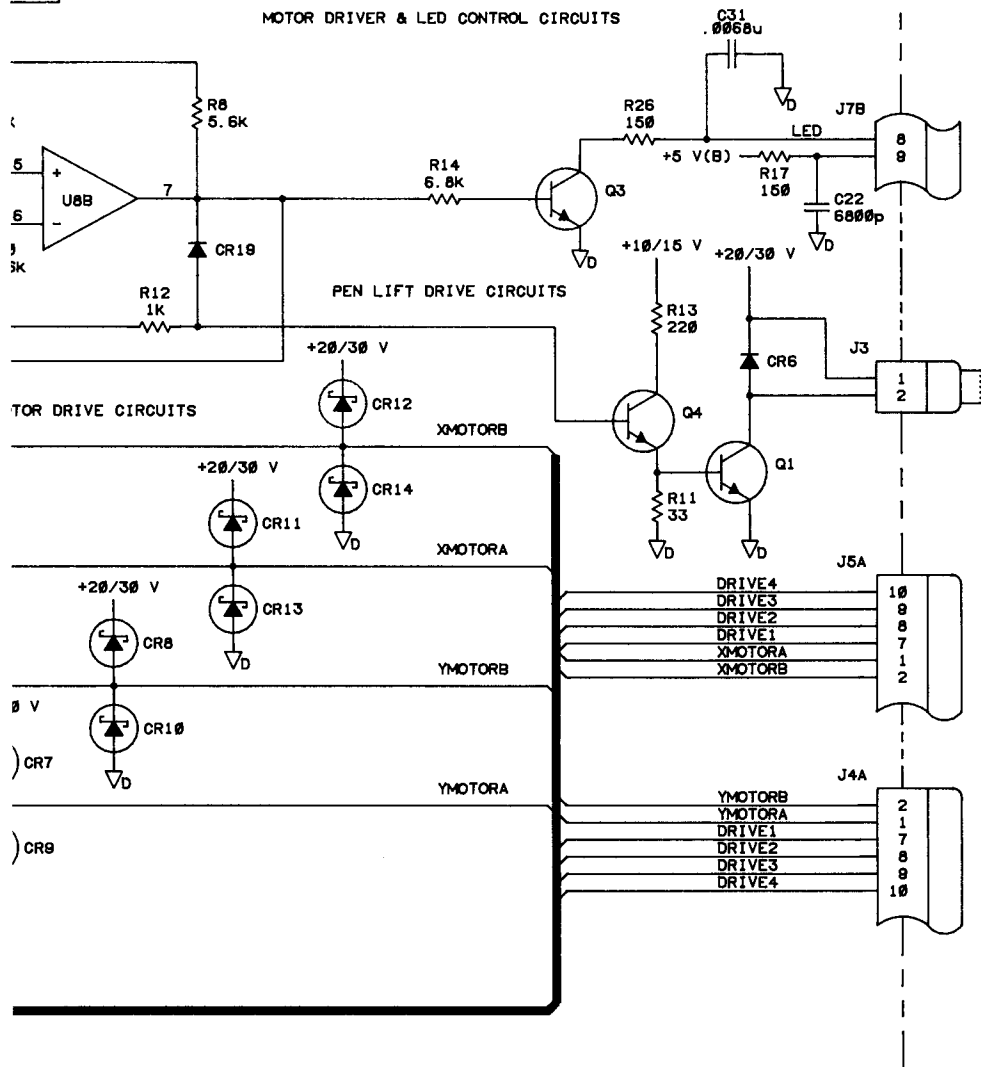 MOTOR DRIVER & LED CONTROL CIRCUITS
C31
.0068u
D
R8
5.6K
R26
150
J7B
LED
8
+5 V(B)
9
R17
150
5
+
R14
6.8K
7
U8B
Q3
6
-
C22
6800p
CR19
D
D
6K
+10/15 V
+20/30 V
PEN LIFT DRIVE CIRCUITS
R12
1K
R13
220
+20/30 V
J3
CR6
1
2
CR12
TOR DRIVE CIRCUITS
Q4
XMOTORB
Q1
+20/30 V
CR14
R11
33
CR11
D
D
D
XMOTORA
J5A
+20/30 V
DRIVE4 10
DRIVE3 9
CR13
DRIVE2 8
DRIVE1 7
CR8
XMOTORA 1
D
YMOTORB
XMOTORB 2
0 V
CR10
CR7
D
J4A
YMOTORA
YMOTORB 2
YMOTORA 1
DRIVE1 7
CR9
DRIVE2 8
DRIVE3 9
DRIVE4 10